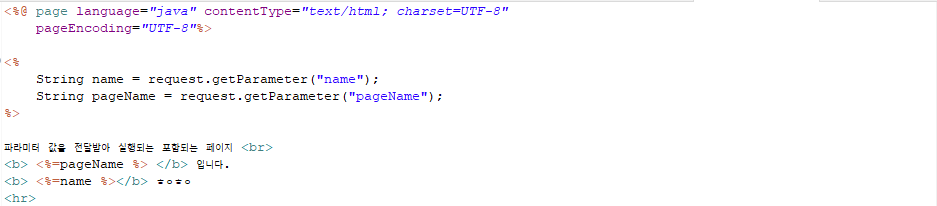 <%@ page language="java" contentType="text/html; charset=UTF-8"
    pageEncoding="UTF-8"%>
<%
    String name = request.getParameter("name");
    String pageName = request.getParameter("pageName");
%>
파라미터 값을 전달받아 실행되는 포함되는 페이지 <br>
<b> <%=pageName %> </b> 입니다.
<b> <%=name %></b> ㅎㅇㅎㅇ
<hr>